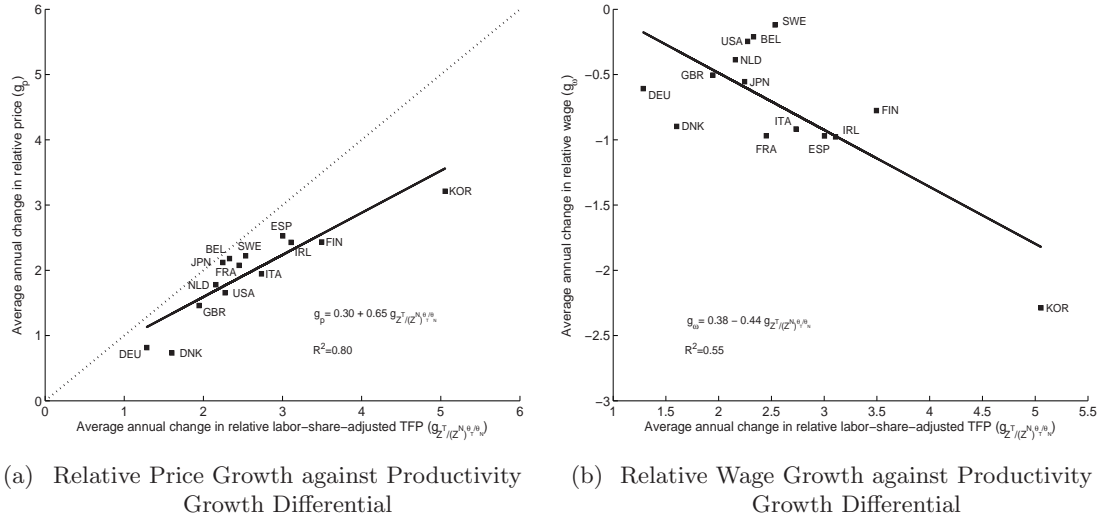 6
5
4
3
2
1
0
0 1 2 3 4 5 6
Average annual change in relative price (g_p)
Average annual change in relative labor−share−adjusted TFP (g_{Z^T/(Z^N)^{θ_T/θ_N}})
KOR
ESP
FIN
IRL
SWE
BEL
JPN
FRA
ITA
NLD
USA
GBR
DEU
DNK
g_p = 0.30 + 0.65 g_{Z^T/(Z^N)^{θ_T/θ_N}}
R²=0.80
0
−0.5
−1
−1.5
−2
−2.5
−3
1 1.5 2 2.5 3 3.5 4 4.5 5 5.5
Average annual change in relative wage (g_ω)
Average annual change in relative labor−share−adjusted TFP (g_{Z^T/(Z^N)^{θ_T/θ_N}})
SWE
BEL
USA
NLD
GBR
JPN
DEU
FIN
DNK
ITA
IRL
FRA
ESP
KOR
g_ω = 0.38 − 0.44 g_{Z^T/(Z^N)^{θ_T/θ_N}}
R²=0.55
(a) Relative Price Growth against Productivity
Growth Differential
(b) Relative Wage Growth against Productivity
Growth Differential